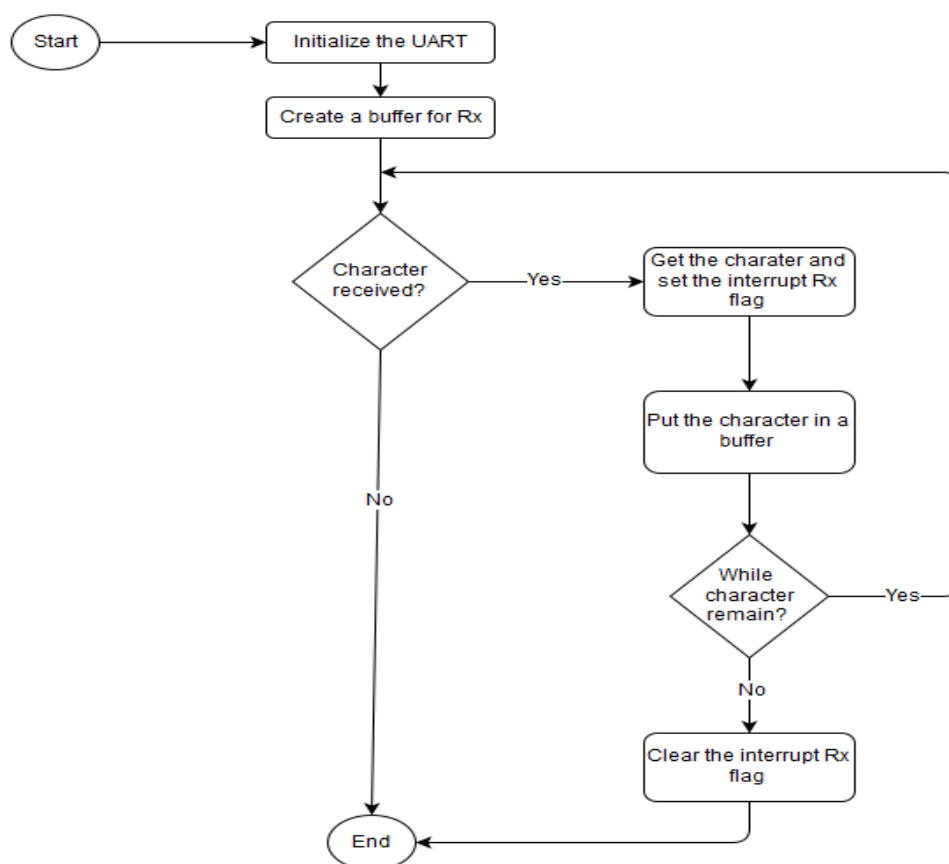 Start
Initialize the UART
Create a buffer for Rx
Character
received?
Yes
Get the charater and
set the interrupt Rx
flag
Put the character in a
buffer
No
While
character
remain?
Yes
No
Clear the interrupt Rx
flag
End